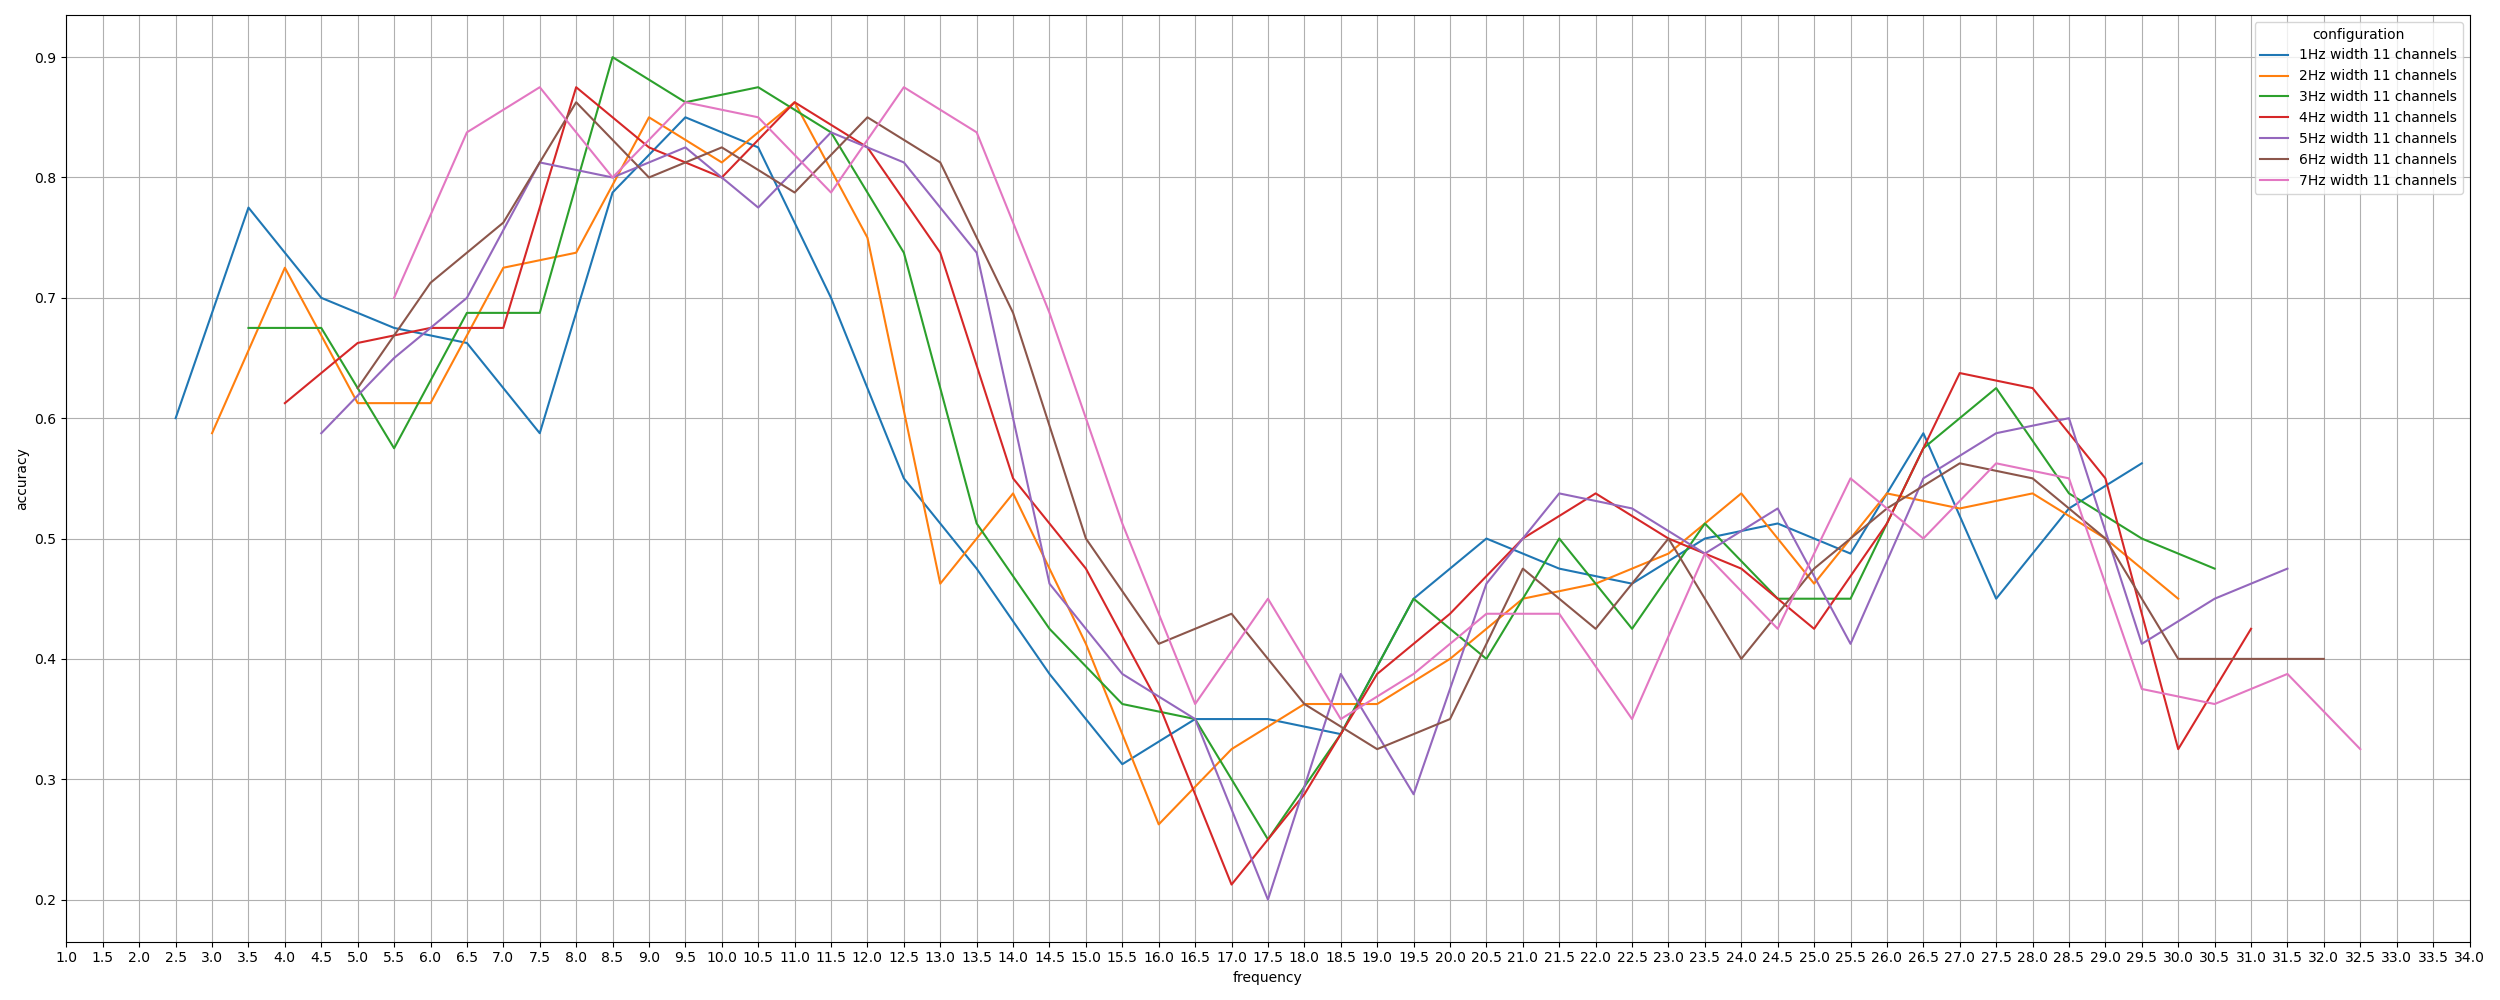 configuration
1Hz width 11 channels
2Hz width 11 channels
3Hz width 11 channels
4Hz width 11 channels
5Hz width 11 channels
6Hz width 11 channels
7Hz width 11 channels
0.9
0.8
0.7
0.6
0.5
0.4
0.3
0.2
accuracy
1.0 1.5 2.0 2.5 3.0 3.5 4.0 4.5 5.0 5.5 6.0 6.5 7.0 7.5 8.0 8.5 9.0 9.5 10.0 10.5 11.0 11.5 12.0 12.5 13.0 13.5 14.0 14.5 15.0 15.5 16.0 16.5 17.0 17.5 18.0 18.5 19.0 19.5 20.0 20.5 21.0 21.5 22.0 22.5 23.0 23.5 24.0 24.5 25.0 25.5 26.0 26.5 27.0 27.5 28.0 28.5 29.0 29.5 30.0 30.5 31.0 31.5 32.0 32.5 33.0 33.5 34.0
frequency